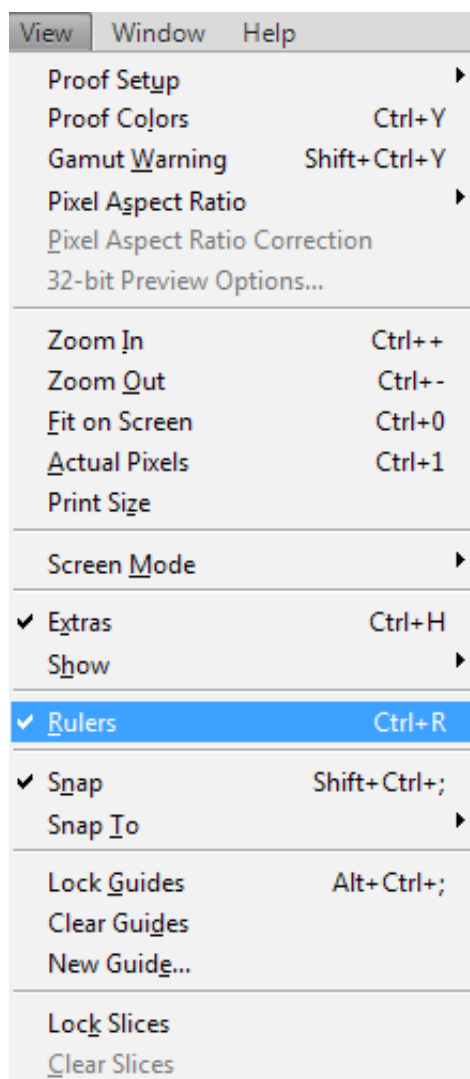 View Window Help
Proof Setup
Proof Colors Ctrl+Y
Gamut Warning Shift+Ctrl+Y
Pixel Aspect Ratio
Pixel Aspect Ratio Correction
32-bit Preview Options...
Zoom In Ctrl++
Zoom Out Ctrl+-
Fit on Screen Ctrl+0
Actual Pixels Ctrl+1
Print Size
Screen Mode
Extras Ctrl+H
Show
Rulers Ctrl+R
Snap Shift+Ctrl+;
Snap To
Lock Guides Alt+Ctrl+;
Clear Guides
New Guide...
Lock Slices
Clear Slices